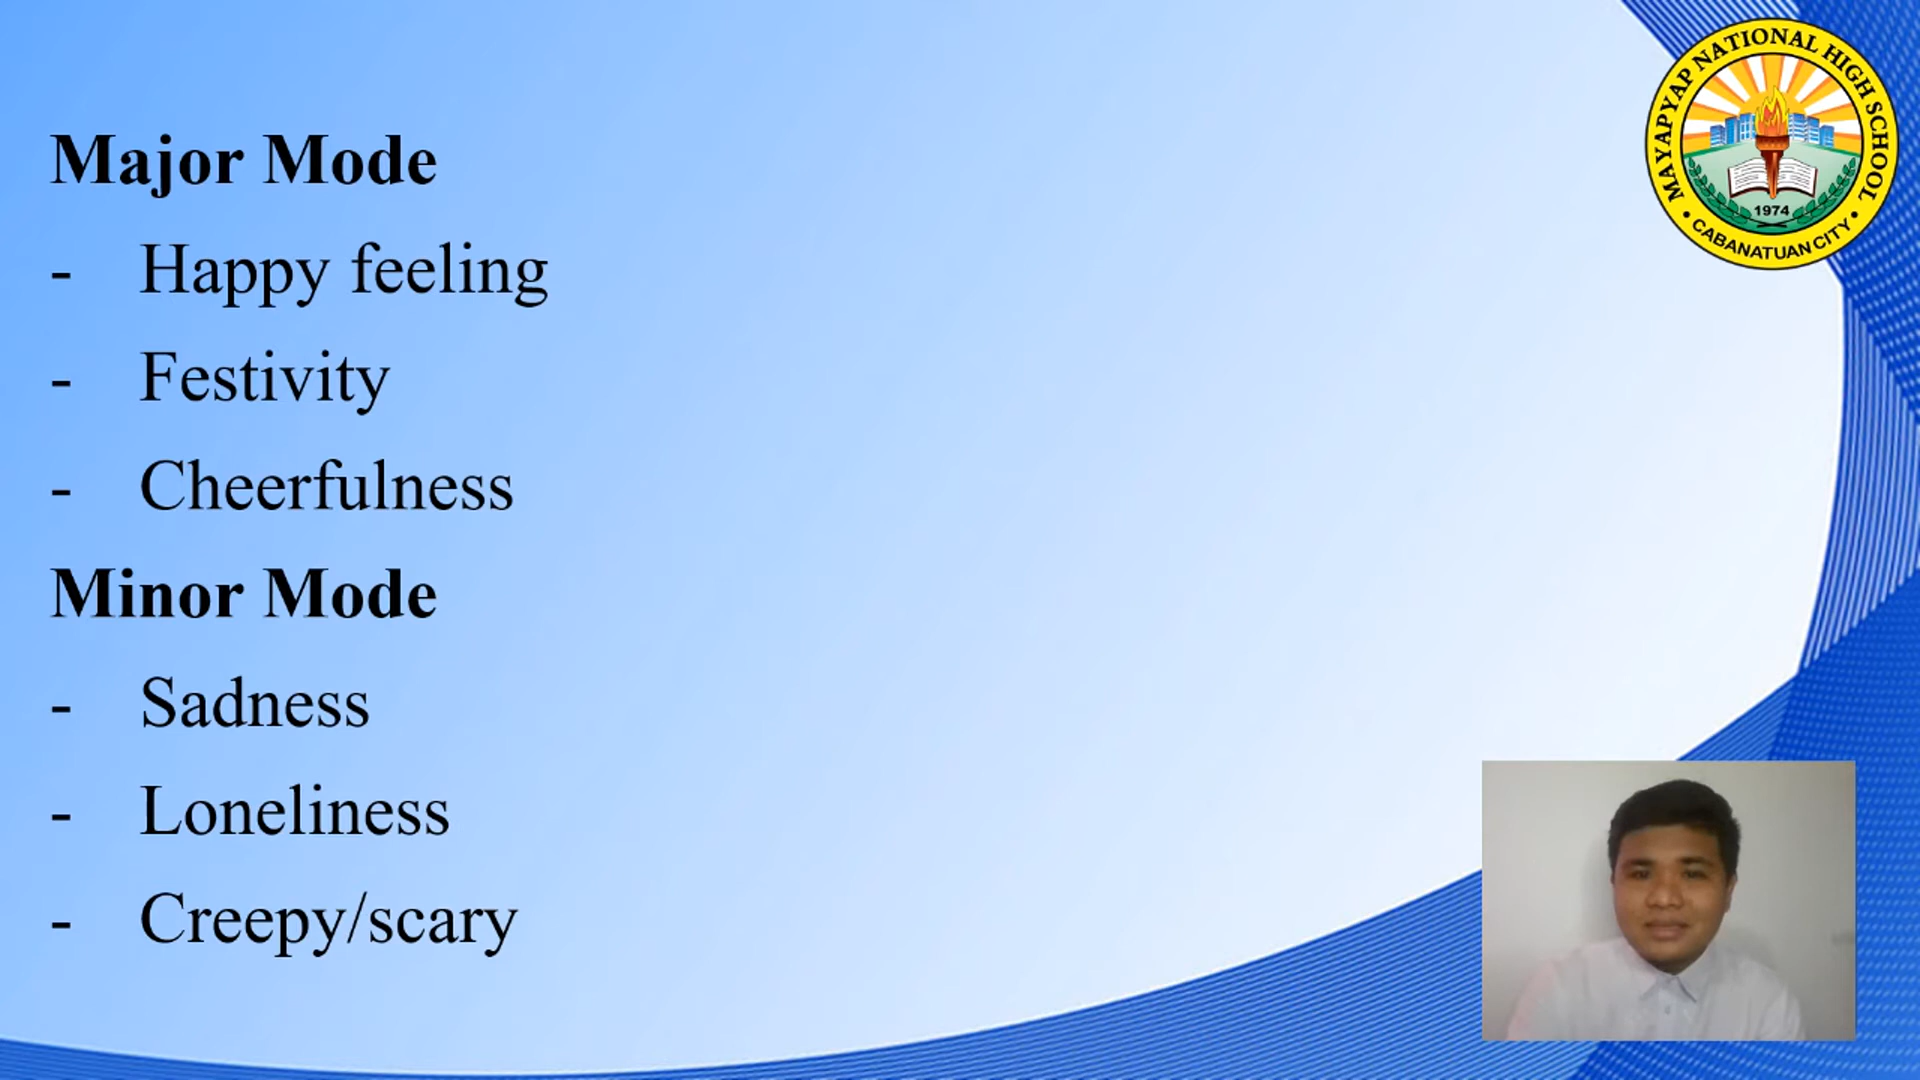 Major Mode
- Happy feeling
- Festivity
- Cheerfulness
Minor Mode
- Sadness
- Loneliness
- Creepy/scary
MAYAPYAP NATIONAL HIGH SCHOOL
1974
• CABANATUAN CITY •